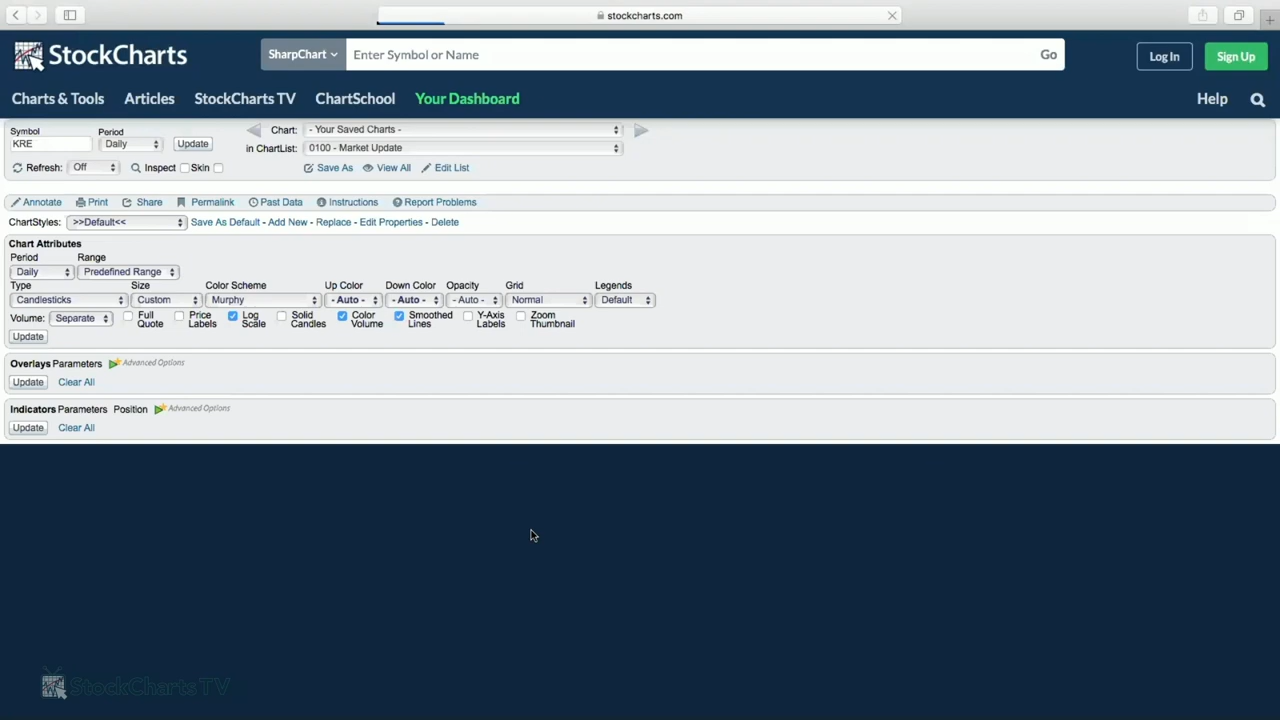 stockcharts.com
StockCharts
SharpChart
Enter Symbol or Name
Go
Log In
Sign Up
Charts & Tools
Articles
StockCharts TV
ChartSchool
Your Dashboard
Help
Symbol
Period
KRE
Daily
Update
Chart:
- Your Saved Charts -
in ChartList:
0100 - Market Update
Refresh:
Off
Inspect
Skin
Save As
View All
Edit List
Annotate
Print
Share
Permalink
Past Data
Instructions
Report Problems
ChartStyles:
>>Default<<
Save As Default - Add New - Replace - Edit Properties - Delete
Chart Attributes
Period
Range
Daily
Predefined Range
Type
Size
Color Scheme
Up Color
Down Color
Opacity
Grid
Legends
Candlesticks
Custom
Murphy
- Auto -
- Auto -
- Auto -
Normal
Default
Volume:
Separate
Full Quote
Price Labels
Log Scale
Solid Candles
Color Volume
Smoothed Lines
Y-Axis Labels
Zoom Thumbnail
Update
Overlays Parameters
Advanced Options
Update
Clear All
Indicators Parameters Position
Advanced Options
Update
Clear All
StockCharts TV